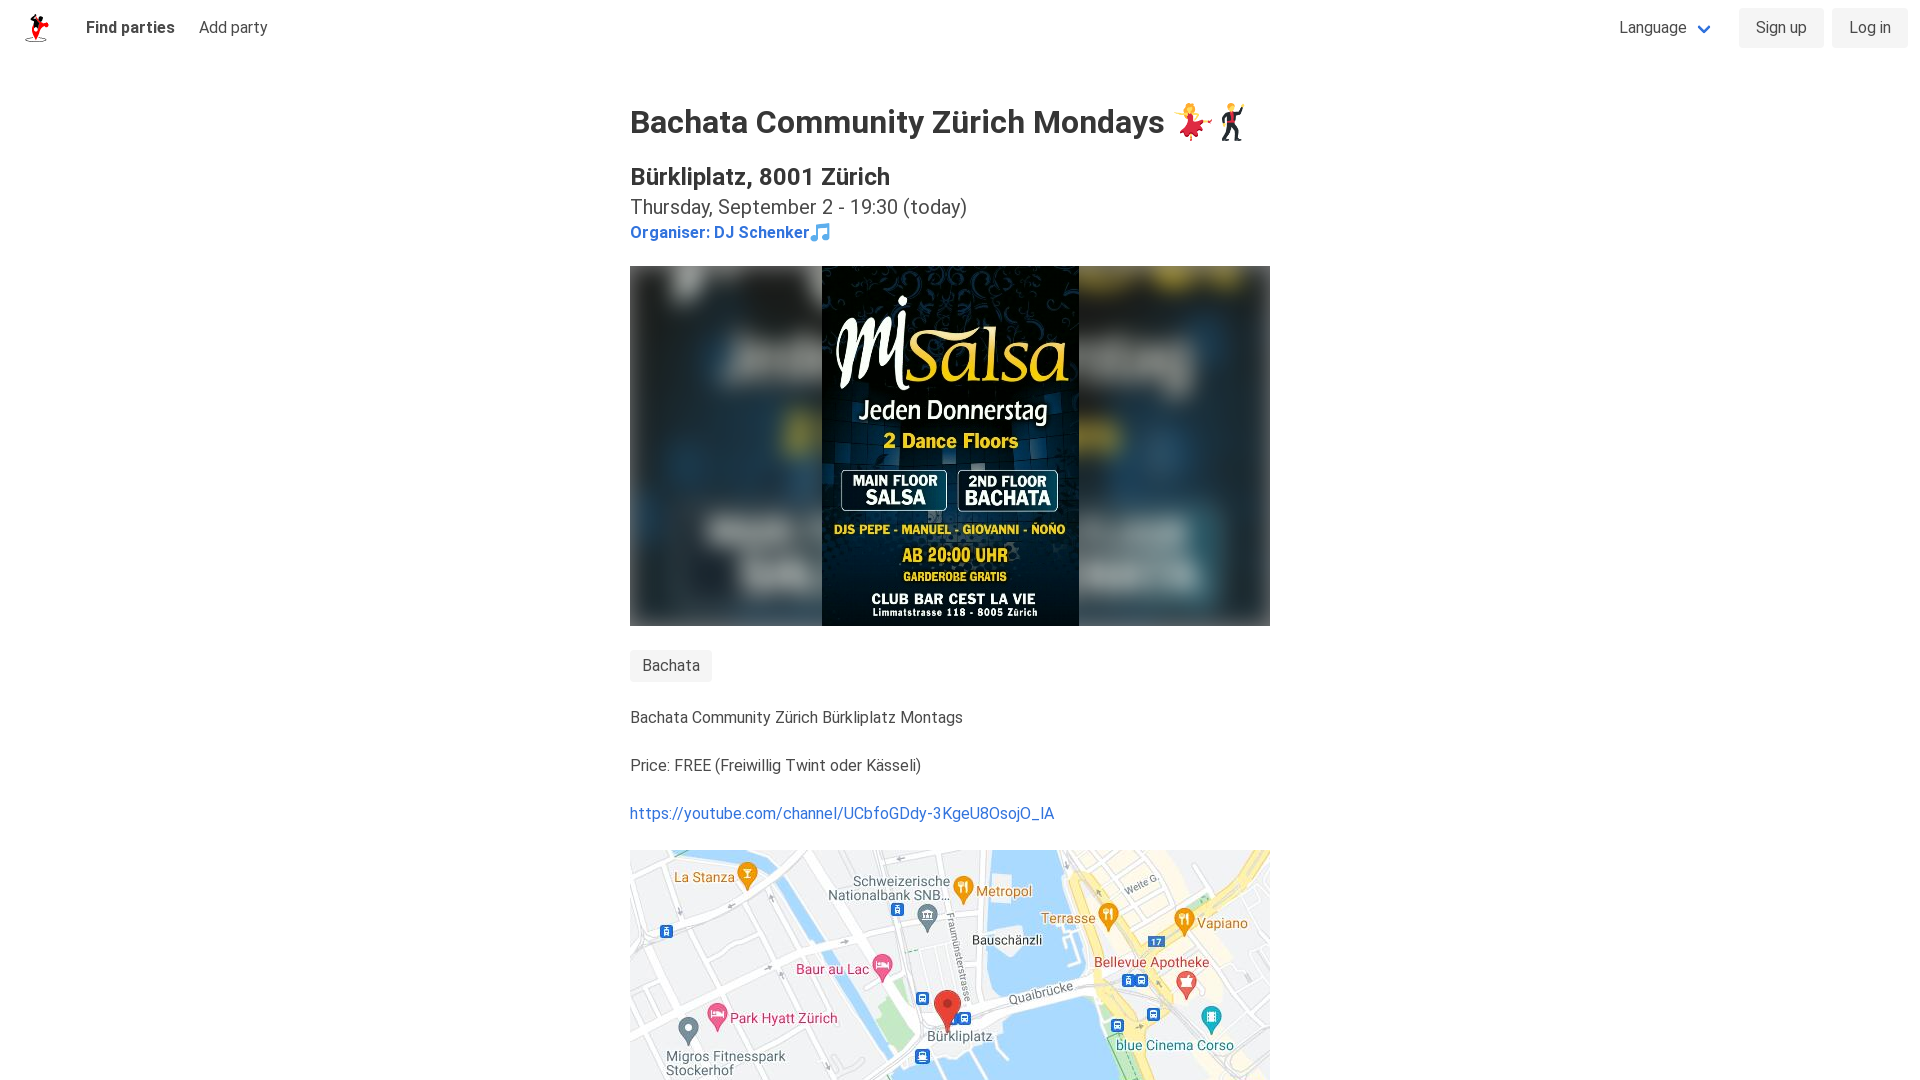 Find parties
Add party
Language
Sign up
Log in
Bachata Community Zürich Mondays 💃🕺
Bürkliplatz, 8001 Zürich
Thursday, September 2 - 19:30 (today)
Organiser: DJ Schenker🎵
mi Salsa
Jeden Donnerstag
2 Dance Floors
MAIN FLOOR
SALSA
2ND FLOOR
BACHATA
DJS PEPE - MANUEL - GIOVANNI - ÑOÑO
AB 20:00 UHR
GARDEROBE GRATIS
CLUB BAR CEST LA VIE
Limmatstrasse 118 - 8005 Zürich
Bachata
Bachata Community Zürich Bürkliplatz Montags
Price: FREE (Freiwillig Twint oder Kässeli)
https://youtube.com/channel/UCbfoGDdy-3KgeU8OsojO_lA
La Stanza
Schweizerische
Nationalbank SNB...
Metropol
Weite G.
Terrasse
Vapiano
Fraumünsterstrasse
Bauschänzli
17
Bellevue Apotheke
Baur au Lac
Quaibrücke
Park Hyatt Zürich
Bürkliplatz
blue Cinema Corso
Migros Fitnesspark
Stockerhof